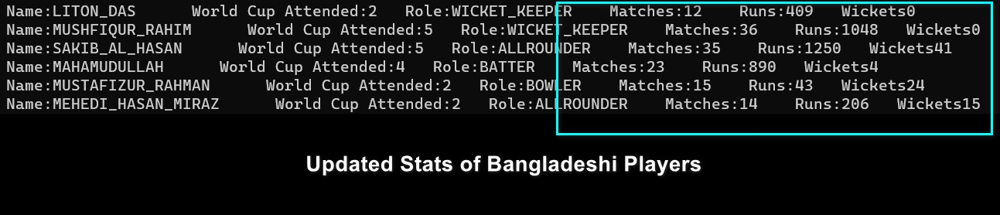 Name:LITON_DAS      World Cup Attended:2   Role:WICKET_KEEPER    Matches:12    Runs:409   Wickets0
Name:MUSHFIQUR_RAHIM      World Cup Attended:5   Role:WICKET_KEEPER    Matches:36    Runs:1048   Wickets0
Name:SAKIB_AL_HASAN      World Cup Attended:5   Role:ALLROUNDER    Matches:35    Runs:1250   Wickets41
Name:MAHAMUDULLAH      World Cup Attended:4   Role:BATTER    Matches:23    Runs:890   Wickets4
Name:MUSTAFIZUR_RAHMAN      World Cup Attended:2   Role:BOWLER    Matches:15    Runs:43   Wickets24
Name:MEHEDI_HASAN_MIRAZ      World Cup Attended:2   Role:ALLROUNDER    Matches:14    Runs:206   Wickets15
Updated Stats of Bangladeshi Players